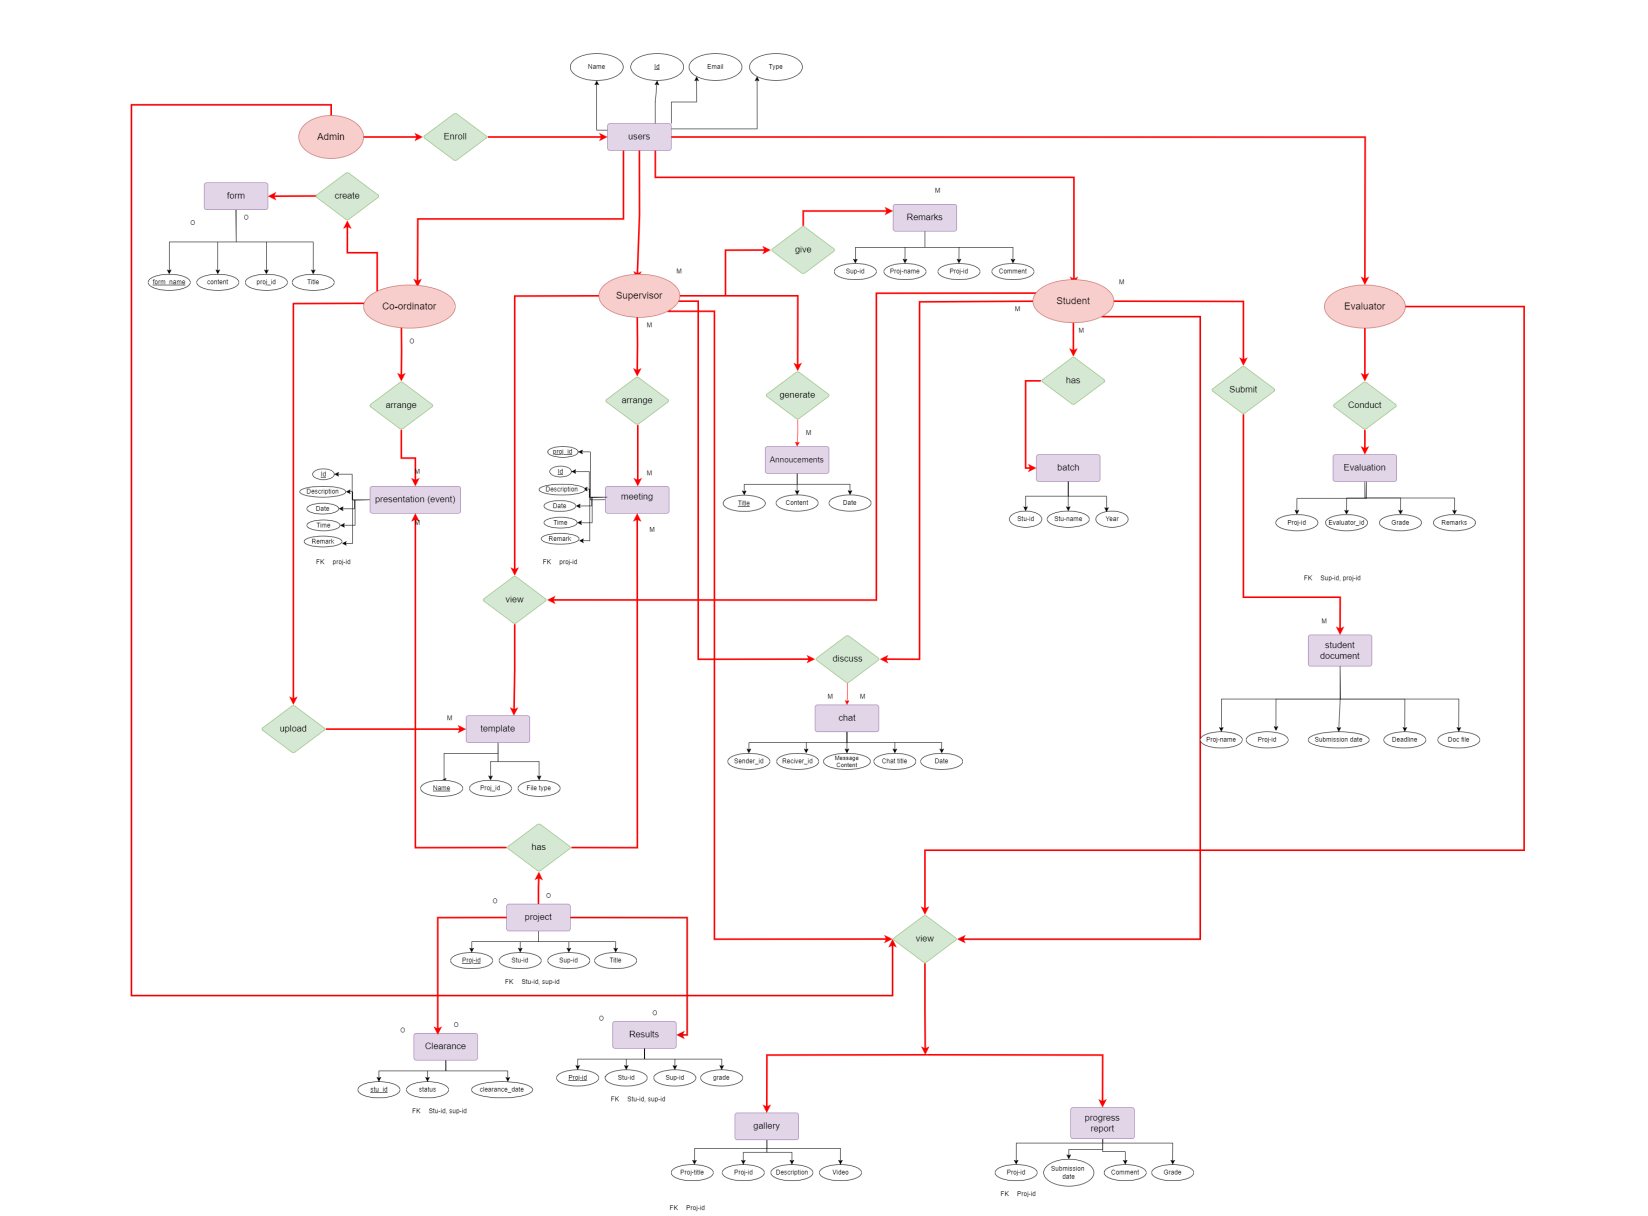 Name
Id
Email
Type
Admin
Enroll
users
form
create
M
O
O
Remarks
give
form_name
content
proj_id
Title
Sup-id
Proj-name
Proj-id
Comment
M
M
Co-ordinator
Supervisor
Student
Evaluator
M
M
M
O
has
Submit
arrange
arrange
generate
Conduct
M
proj_id
Annoucements
Id
M
M
batch
Evaluation
Id
Description
presentation (event)
Description
meeting
Date
Date
Title
Content
Date
Time
M
Time
M
Stu-id
Stu-name
Year
Proj-id
Evaluator_id
Grade
Remarks
Remark
Remark
FK Sup-id, proj-id
FK proj-id
FK proj-id
view
M
student
document
discuss
M
M
upload
M
template
chat
Proj-name
Proj-id
Submission date
Deadline
Doc file
Sender_id
Reciver_id
Message
Content
Chat title
Date
Name
Proj_id
File type
has
O
O
project
view
Proj-id
Stu-id
Sup-id
Title
FK Stu-id, sup-id
O
O
O
O
Clearance
Results
stu_id
status
clearance_date
Proj-id
Stu-id
Sup-id
grade
FK Stu-id, sup-id
FK Stu-id, sup-id
gallery
progress
report
Proj-title
Proj-id
Description
Video
Proj-id
Submission
date
Comment
Grade
FK Proj-id
FK Proj-id